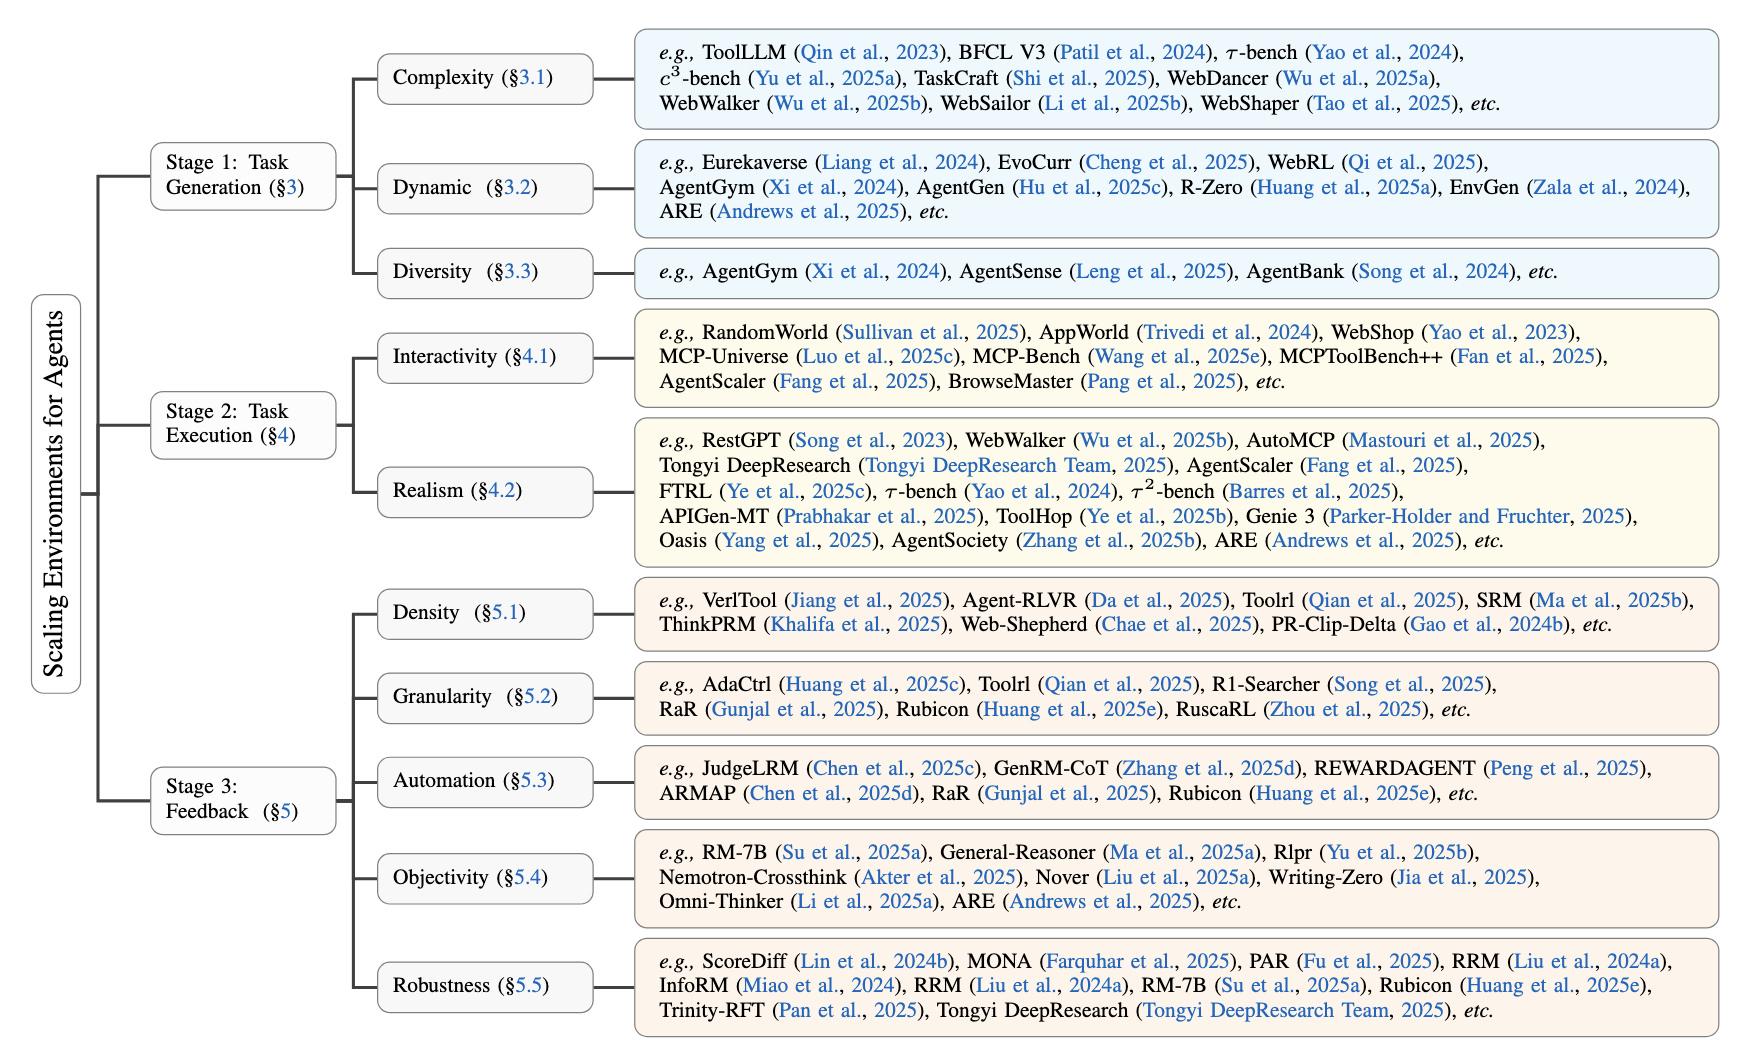 Scaling Environments for Agents
Stage 1: Task
Generation (§3)
Complexity (§3.1)
e.g., ToolLLM (Qin et al., 2023), BFCL V3 (Patil et al., 2024), τ-bench (Yao et al., 2024),
c³-bench (Yu et al., 2025a), TaskCraft (Shi et al., 2025), WebDancer (Wu et al., 2025a),
WebWalker (Wu et al., 2025b), WebSailor (Li et al., 2025b), WebShaper (Tao et al., 2025), etc.
Dynamic (§3.2)
e.g., Eurekaverse (Liang et al., 2024), EvoCurr (Cheng et al., 2025), WebRL (Qi et al., 2025),
AgentGym (Xi et al., 2024), AgentGen (Hu et al., 2025c), R-Zero (Huang et al., 2025a), EnvGen (Zala et al., 2024),
ARE (Andrews et al., 2025), etc.
Diversity (§3.3)
e.g., AgentGym (Xi et al., 2024), AgentSense (Leng et al., 2025), AgentBank (Song et al., 2024), etc.
Stage 2: Task
Execution (§4)
Interactivity (§4.1)
e.g., RandomWorld (Sullivan et al., 2025), AppWorld (Trivedi et al., 2024), WebShop (Yao et al., 2023),
MCP-Universe (Luo et al., 2025c), MCP-Bench (Wang et al., 2025e), MCPToolBench++ (Fan et al., 2025),
AgentScaler (Fang et al., 2025), BrowseMaster (Pang et al., 2025), etc.
Realism (§4.2)
e.g., RestGPT (Song et al., 2023), WebWalker (Wu et al., 2025b), AutoMCP (Mastouri et al., 2025),
Tongyi DeepResearch (Tongyi DeepResearch Team, 2025), AgentScaler (Fang et al., 2025),
FTRL (Ye et al., 2025c), τ-bench (Yao et al., 2024), τ²-bench (Barres et al., 2025),
APIGen-MT (Prabhakar et al., 2025), ToolHop (Ye et al., 2025b), Genie 3 (Parker-Holder and Fruchter, 2025),
Oasis (Yang et al., 2025), AgentSociety (Zhang et al., 2025b), ARE (Andrews et al., 2025), etc.
Stage 3:
Feedback (§5)
Density (§5.1)
e.g., VerlTool (Jiang et al., 2025), Agent-RLVR (Da et al., 2025), Toolrl (Qian et al., 2025), SRM (Ma et al., 2025b),
ThinkPRM (Khalifa et al., 2025), Web-Shepherd (Chae et al., 2025), PR-Clip-Delta (Gao et al., 2024b), etc.
Granularity (§5.2)
e.g., AdaCtrl (Huang et al., 2025c), Toolrl (Qian et al., 2025), R1-Searcher (Song et al., 2025),
RaR (Gunjal et al., 2025), Rubicon (Huang et al., 2025e), RuscaRL (Zhou et al., 2025), etc.
Automation (§5.3)
e.g., JudgeLRM (Chen et al., 2025c), GenRM-CoT (Zhang et al., 2025d), REWARDAGENT (Peng et al., 2025),
ARMAP (Chen et al., 2025d), RaR (Gunjal et al., 2025), Rubicon (Huang et al., 2025e), etc.
Objectivity (§5.4)
e.g., RM-7B (Su et al., 2025a), General-Reasoner (Ma et al., 2025a), Rlpr (Yu et al., 2025b),
Nemotron-Crossthink (Akter et al., 2025), Nover (Liu et al., 2025a), Writing-Zero (Jia et al., 2025),
Omni-Thinker (Li et al., 2025a), ARE (Andrews et al., 2025), etc.
Robustness (§5.5)
e.g., ScoreDiff (Lin et al., 2024b), MONA (Farquhar et al., 2025), PAR (Fu et al., 2025), RRM (Liu et al., 2024a),
InfoRM (Miao et al., 2024), RRM (Liu et al., 2024a), RM-7B (Su et al., 2025a), Rubicon (Huang et al., 2025e),
Trinity-RFT (Pan et al., 2025), Tongyi DeepResearch (Tongyi DeepResearch Team, 2025), etc.